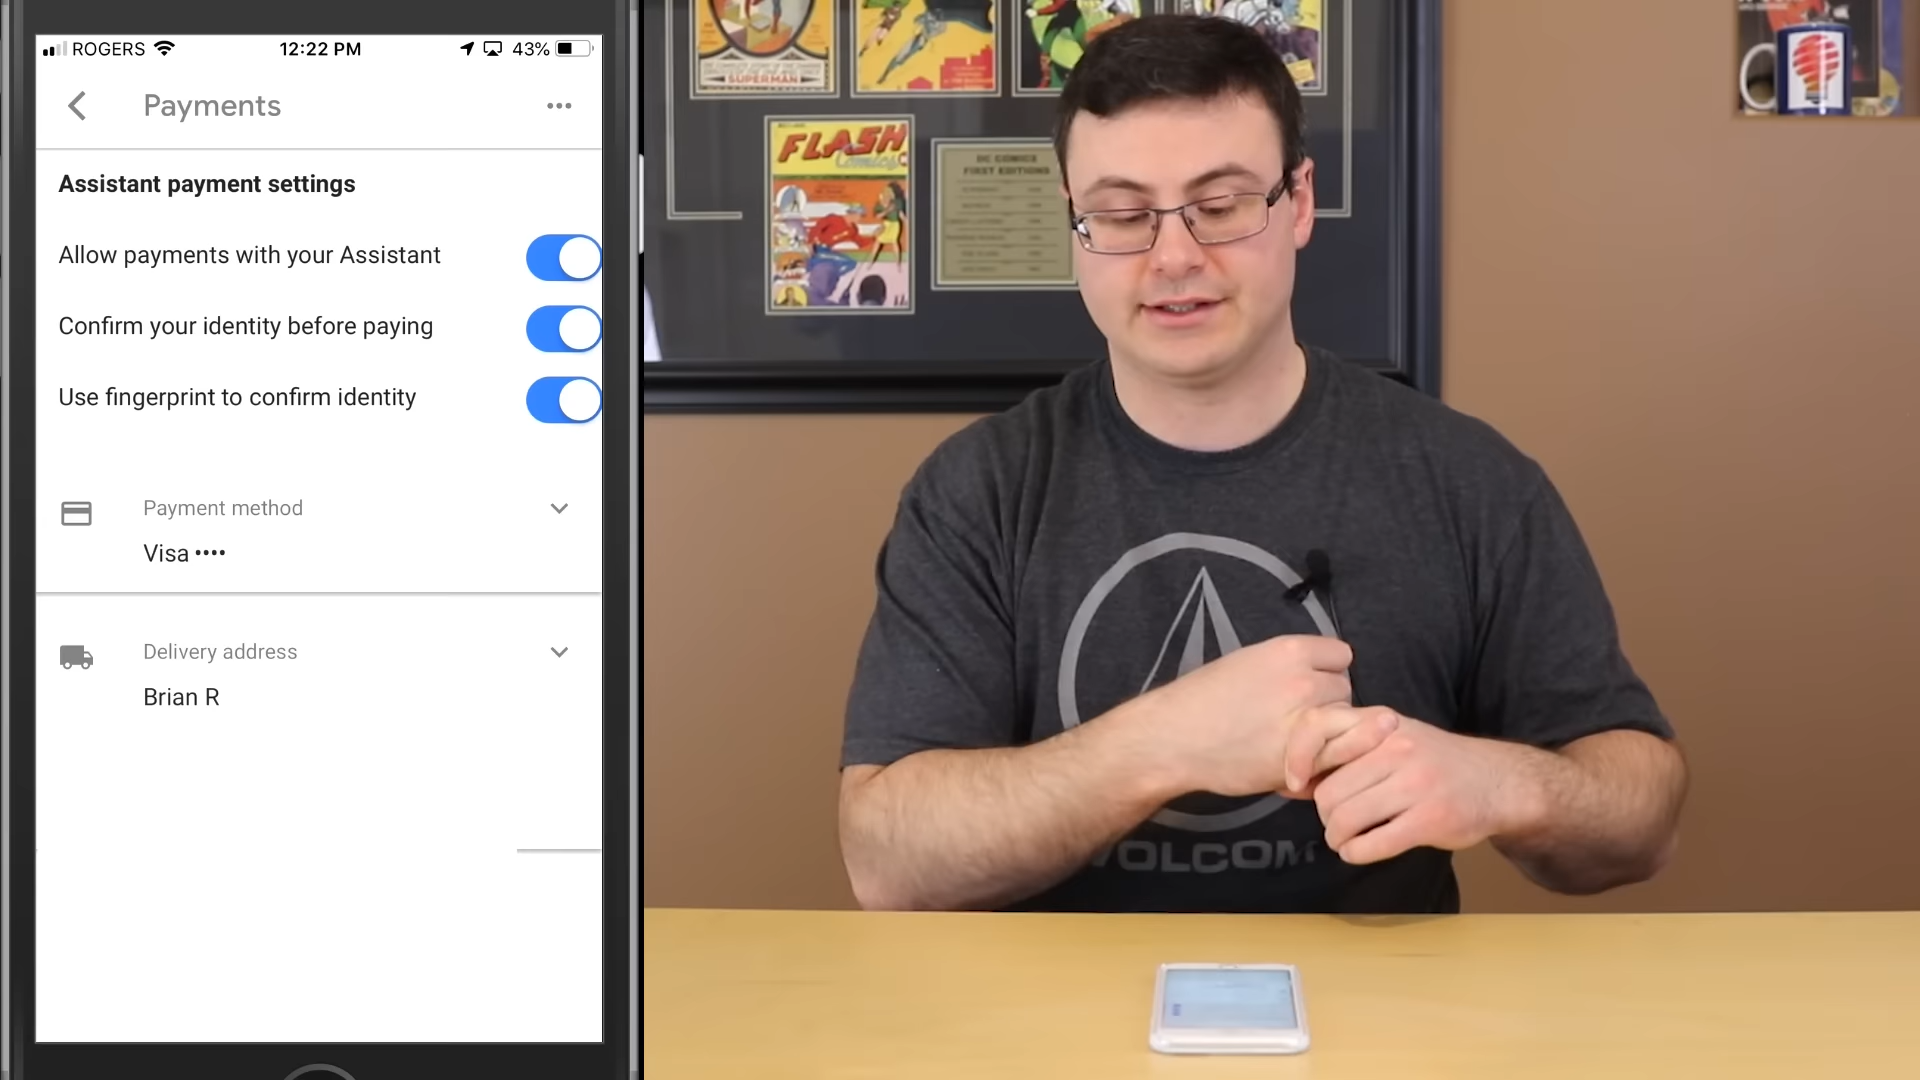 ROGERS 12:22 PM 43%
Payments
Assistant payment settings
Allow payments with your Assistant
Confirm your identity before paying
Use fingerprint to confirm identity
Payment method
Visa ••••
Delivery address
Brian R
SUPERMAN
FLASH
Comics
DC COMICS
FIRST EDITIONS
VOLCOM